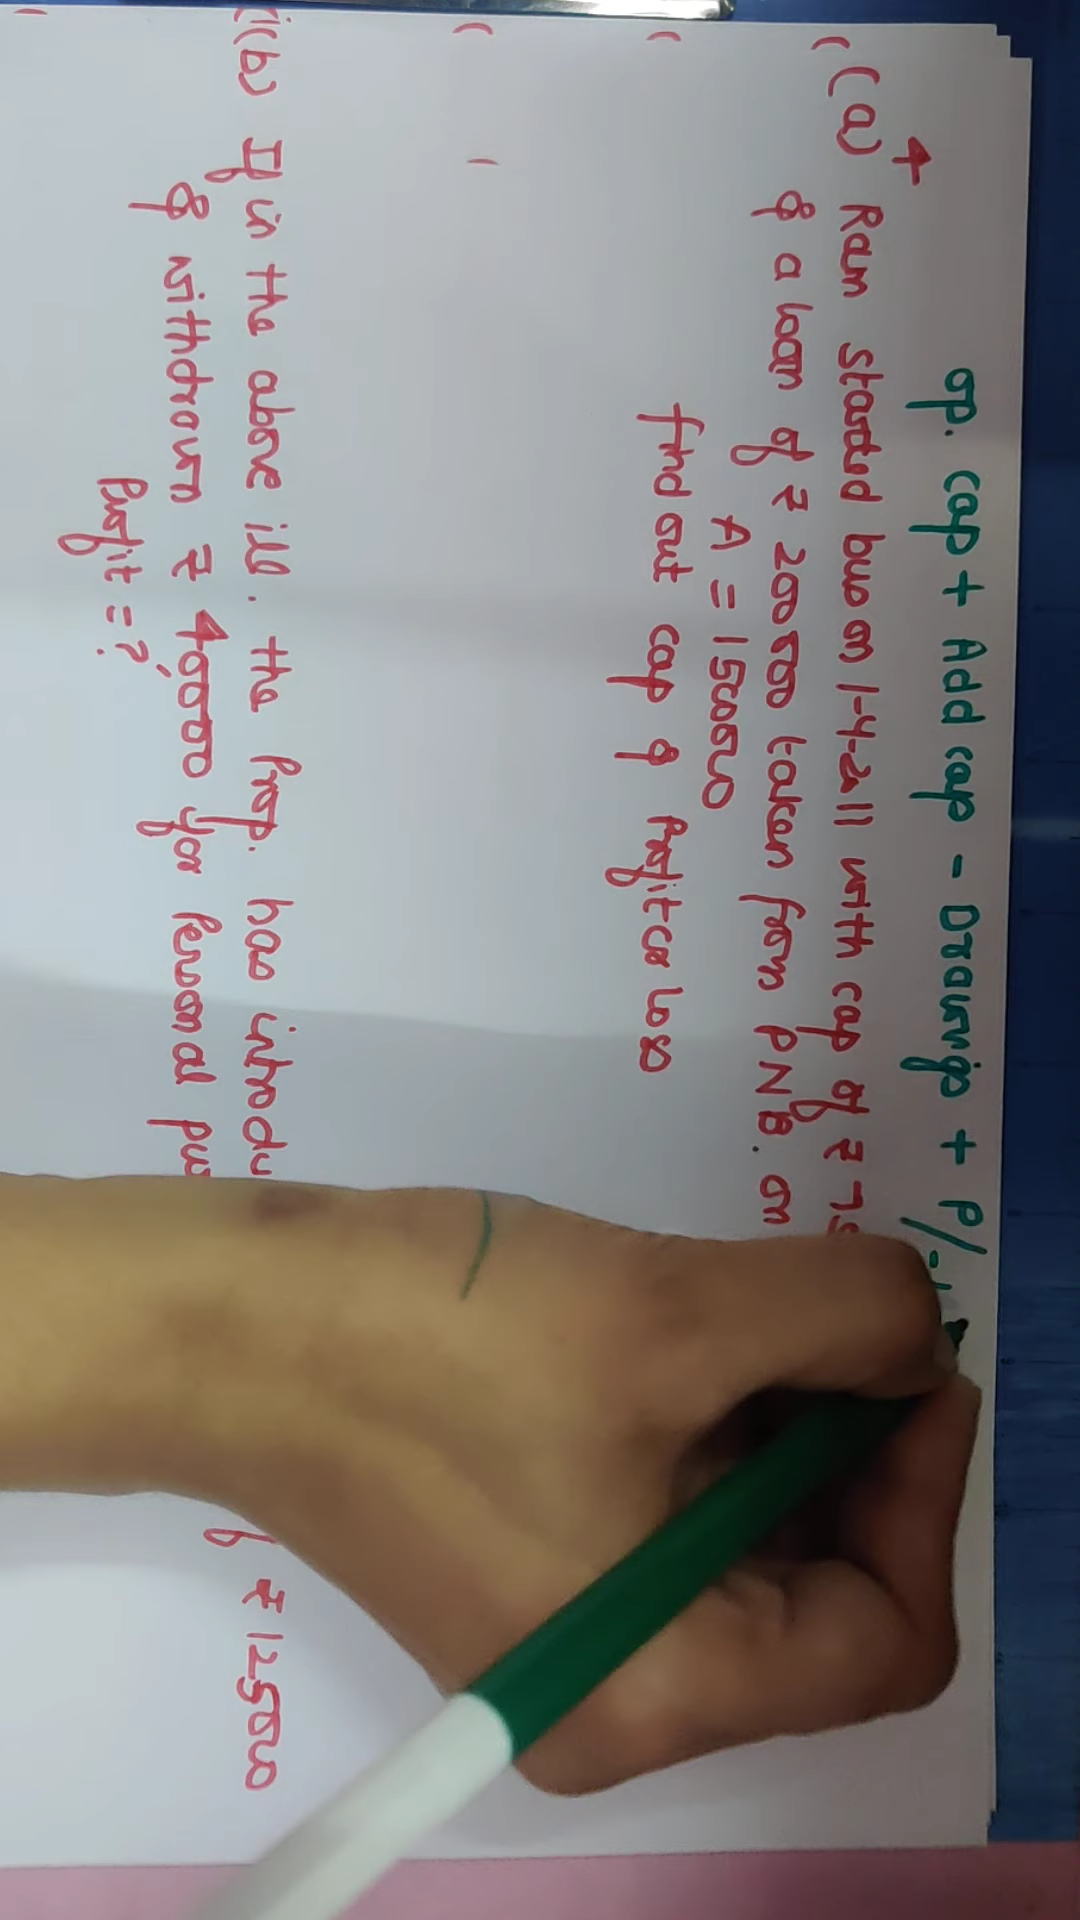 op. cap + Add cap - Drawings + P/-L
(a) Ram started bus on 1-4-2011 with cap of ₹ 75
& a loan of ₹ 200000 taken from PNB. on
A = 1500000
find out cap & Profit or loss
(b) If in the above ill. the Prop. has introdu ₹ 125000
& withdrawn ₹ 40000 for Personal pur
Profit = ?